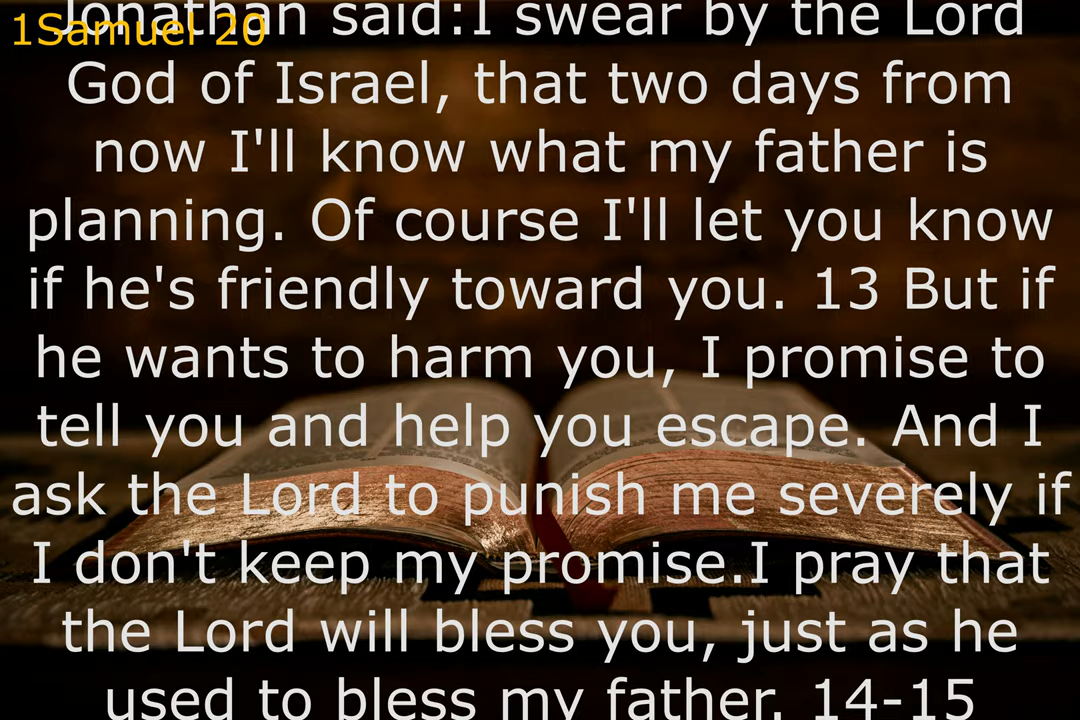 1Samuel 20
Jonathan said:I swear by the Lord
God of Israel, that two days from
now I'll know what my father is
planning. Of course I'll let you know
if he's friendly toward you. 13 But if
he wants to harm you, I promise to
tell you and help you escape. And I
ask the Lord to punish me severely if
I don't keep my promise.I pray that
the Lord will bless you, just as he
used to bless my father. 14-15